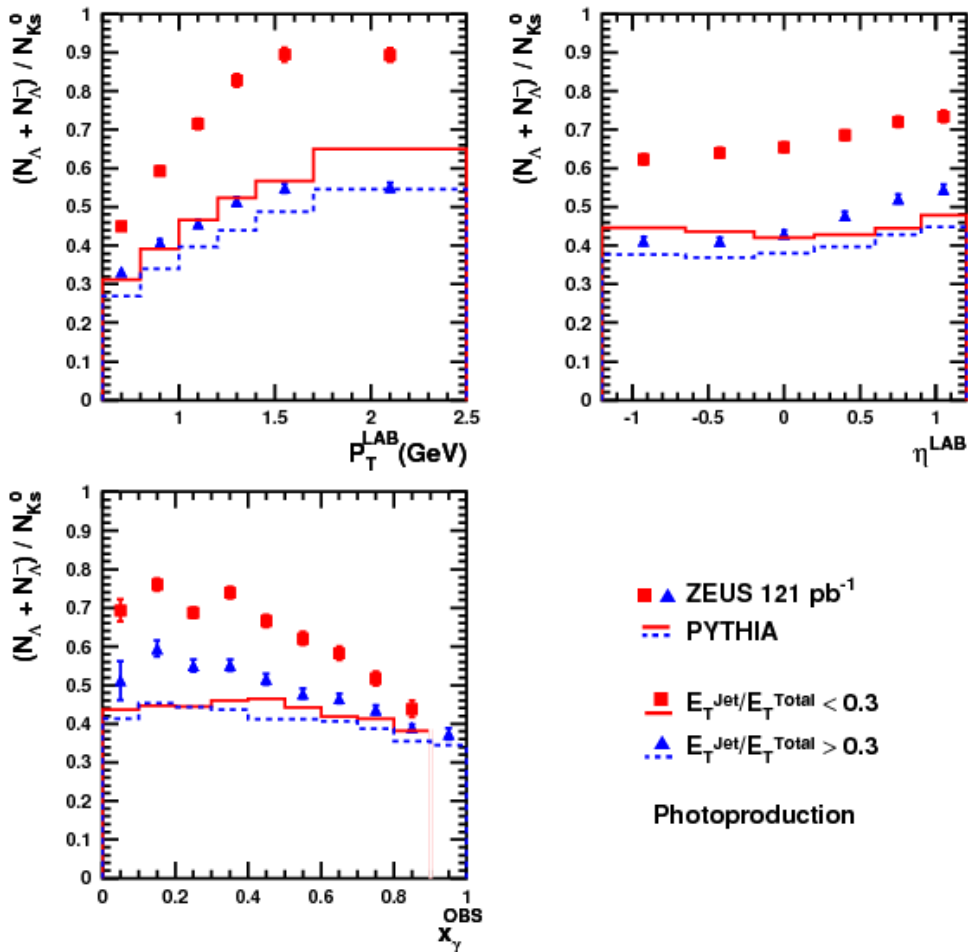 (N_Λ + N_Λ̄) / N_Ks^0
1
0.9
0.8
0.7
0.6
0.5
0.4
0.3
0.2
0.1
0
1 1.5 2 2.5
P_T^LAB (GeV)
(N_Λ + N_Λ̄) / N_Ks^0
1
0.9
0.8
0.7
0.6
0.5
0.4
0.3
0.2
0.1
0
-1 -0.5 0 0.5 1
η^LAB
(N_Λ + N_Λ̄) / N_Ks^0
1
0.9
0.8
0.7
0.6
0.5
0.4
0.3
0.2
0.1
0
0 0.2 0.4 0.6 0.8 1
x_γ^OBS
ZEUS 121 pb^-1
PYTHIA
E_T^Jet/E_T^Total < 0.3
E_T^Jet/E_T^Total > 0.3
Photoproduction